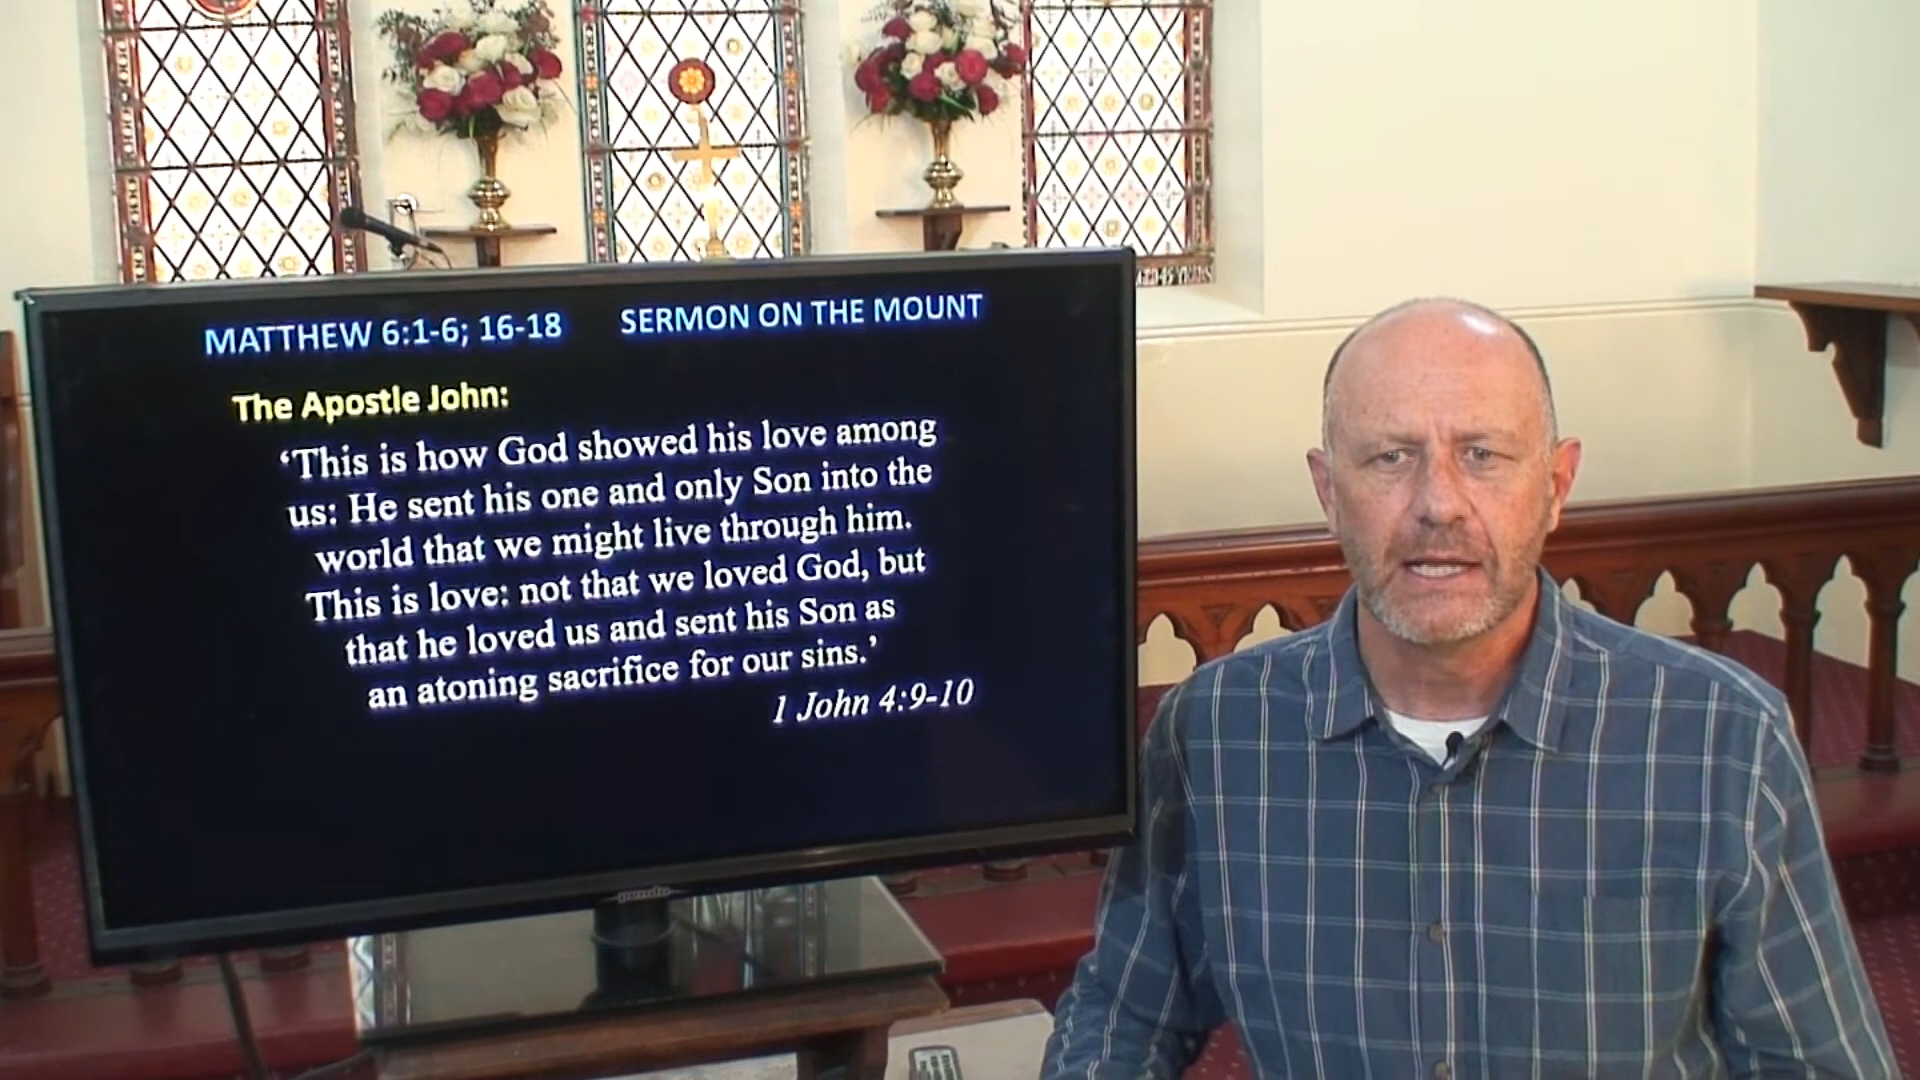 MATTHEW 6:1-6; 16-18 SERMON ON THE MOUNT
The Apostle John:
‘This is how God showed his love among
us: He sent his one and only Son into the
world that we might live through him.
This is love: not that we loved God, but
that he loved us and sent his Son as
an atoning sacrifice for our sins.’
1 John 4:9-10